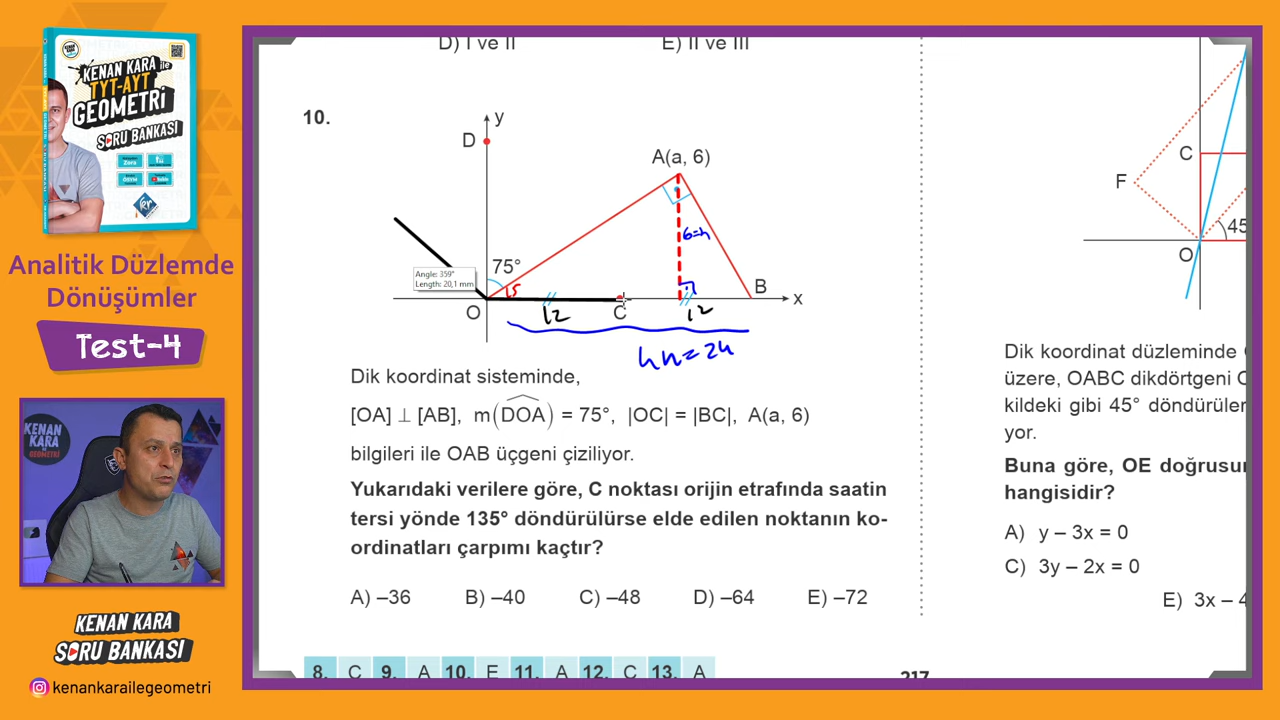 KENAN KARA ile
TYT-AYT
GEOMETRİ
SORU BANKASI
Analitik Düzlemde
Dönüşümler
Test-4
KENAN
KARA
GEOMETRİ
KENAN KARA
SORU BANKASI
kenankarailegeometri
D) I ve II E) II ve III
10.
y
D
A(a, 6)
75°
Angle: 359°
Length: 20,1 mm
15
6=h
B
x
O
12
C
12
4h=24
Dik koordinat sisteminde,
[OA] ⊥ [AB], m(DOA) = 75°, |OC| = |BC|, A(a, 6)
bilgileri ile OAB üçgeni çiziliyor.
Yukarıdaki verilere göre, C noktası orijin etrafında saatin
tersi yönde 135° döndürülürse elde edilen noktanın ko-
ordinatları çarpımı kaçtır?
A) –36 B) –40 C) –48 D) –64 E) –72
8. C 9. A 10. E 11. A 12. C 13. A
217
C
F
45
O
Dik koordinat düzleminde
üzere, OABC dikdörtgeni
kildeki gibi 45° döndürüler
yor.
Buna göre, OE doğrusu
hangisidir?
A) y – 3x = 0
C) 3y – 2x = 0
E) 3x – 4